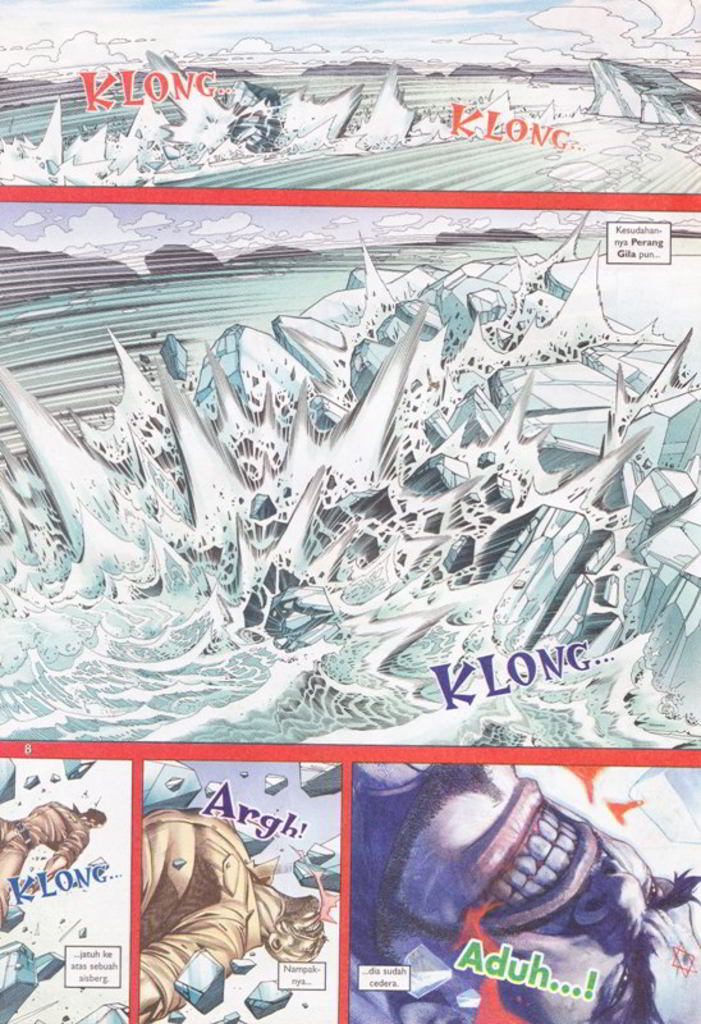 KLONG...
KLONG...
Kesudahan-
nya Perang
Gila pun...
KLONG...
8
KLONG...
...jatuh ke
atas sebuah
aisberg.
Argh!
Nampak-
nya...
...dia sudah
cedera.
Aduh...!